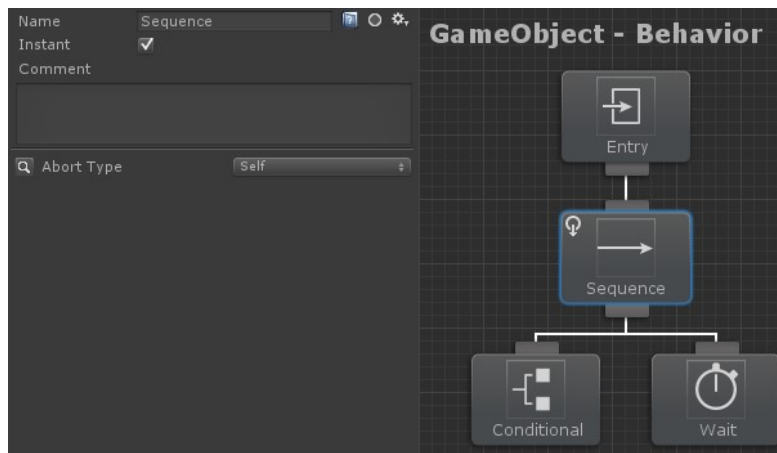 Name Sequence
Instant
Comment
Abort Type Self
GameObject - Behavior
Entry
Sequence
Conditional Wait